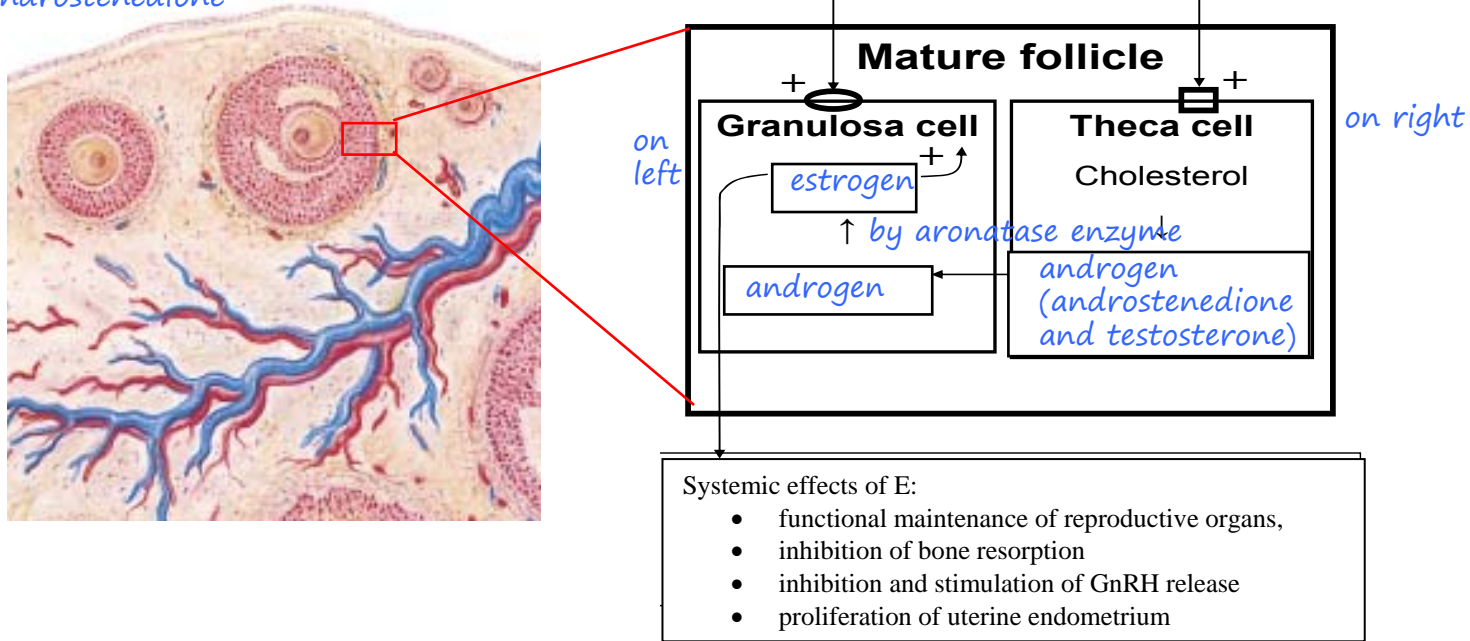 ndrostenedione
Mature follicle
+
+
on
left
Granulosa cell
Theca cell
on right
+
estrogen
Cholesterol
↑ by aronatase enzyme
↓
androgen
androgen
(androstenedione
and testosterone)
Systemic effects of E:
• functional maintenance of reproductive organs,
• inhibition of bone resorption
• inhibition and stimulation of GnRH release
• proliferation of uterine endometrium